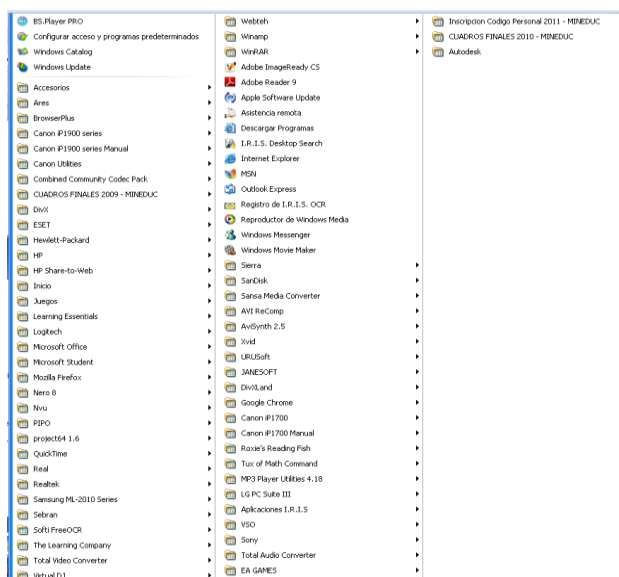 BS.Player PRO
Configurar acceso y programas predeterminados
Windows Catalog
Windows Update
Accesorios
Ares
BrowserPlus
Canon iP1900 series
Canon iP1900 series Manual
Canon Utilities
Combined Community Codec Pack
CUADROS FINALES 2009 - MINEDUC
DivX
ESET
Hewlett-Packard
HP
HP Share-to-Web
Inicio
Juegos
Learning Essentials
Logitech
Microsoft Office
Microsoft Student
Mozilla Firefox
Nero 8
Nvu
PIPO
project64 1.6
QuickTime
Real
Realtek
Samsung ML-2010 Series
Sebran
Softi FreeOCR
The Learning Company
Total Video Converter
Virtual DJ
Webteh
Winamp
WinRAR
Adobe ImageReady CS
Adobe Reader 9
Apple Software Update
Asistencia remota
Descargar Programas
I.R.I.S. Desktop Search
Internet Explorer
MSN
Outlook Express
Registro de I.R.I.S. OCR
Reproductor de Windows Media
Windows Messenger
Windows Movie Maker
Sierra
SanDisk
Sansa Media Converter
AVI ReComp
AviSynth 2.5
Xvid
URUSoft
JANESOFT
DivXLand
Google Chrome
Canon iP1700
Canon iP1700 Manual
Roxie's Reading Fish
Tux of Math Command
MP3 Player Utilities 4.18
LG PC Suite III
Aplicaciones I.R.I.S
VSO
Sony
Total Audio Converter
EA GAMES
Inscripcion Codigo Personal 2011 - MINEDUC
CUADROS FINALES 2010 - MINEDUC
Autodesk